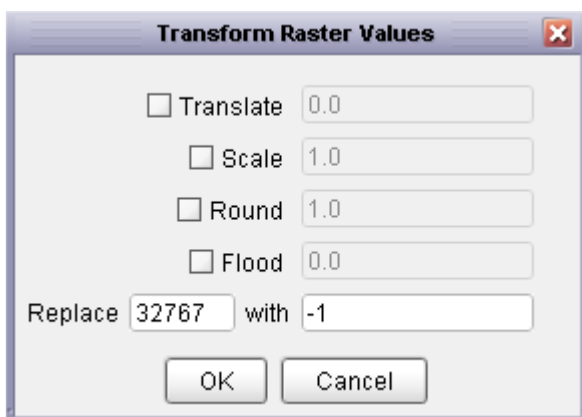 Transform Raster Values
Translate 0.0
Scale 1.0
Round 1.0
Flood 0.0
Replace 32767 with -1
OK Cancel